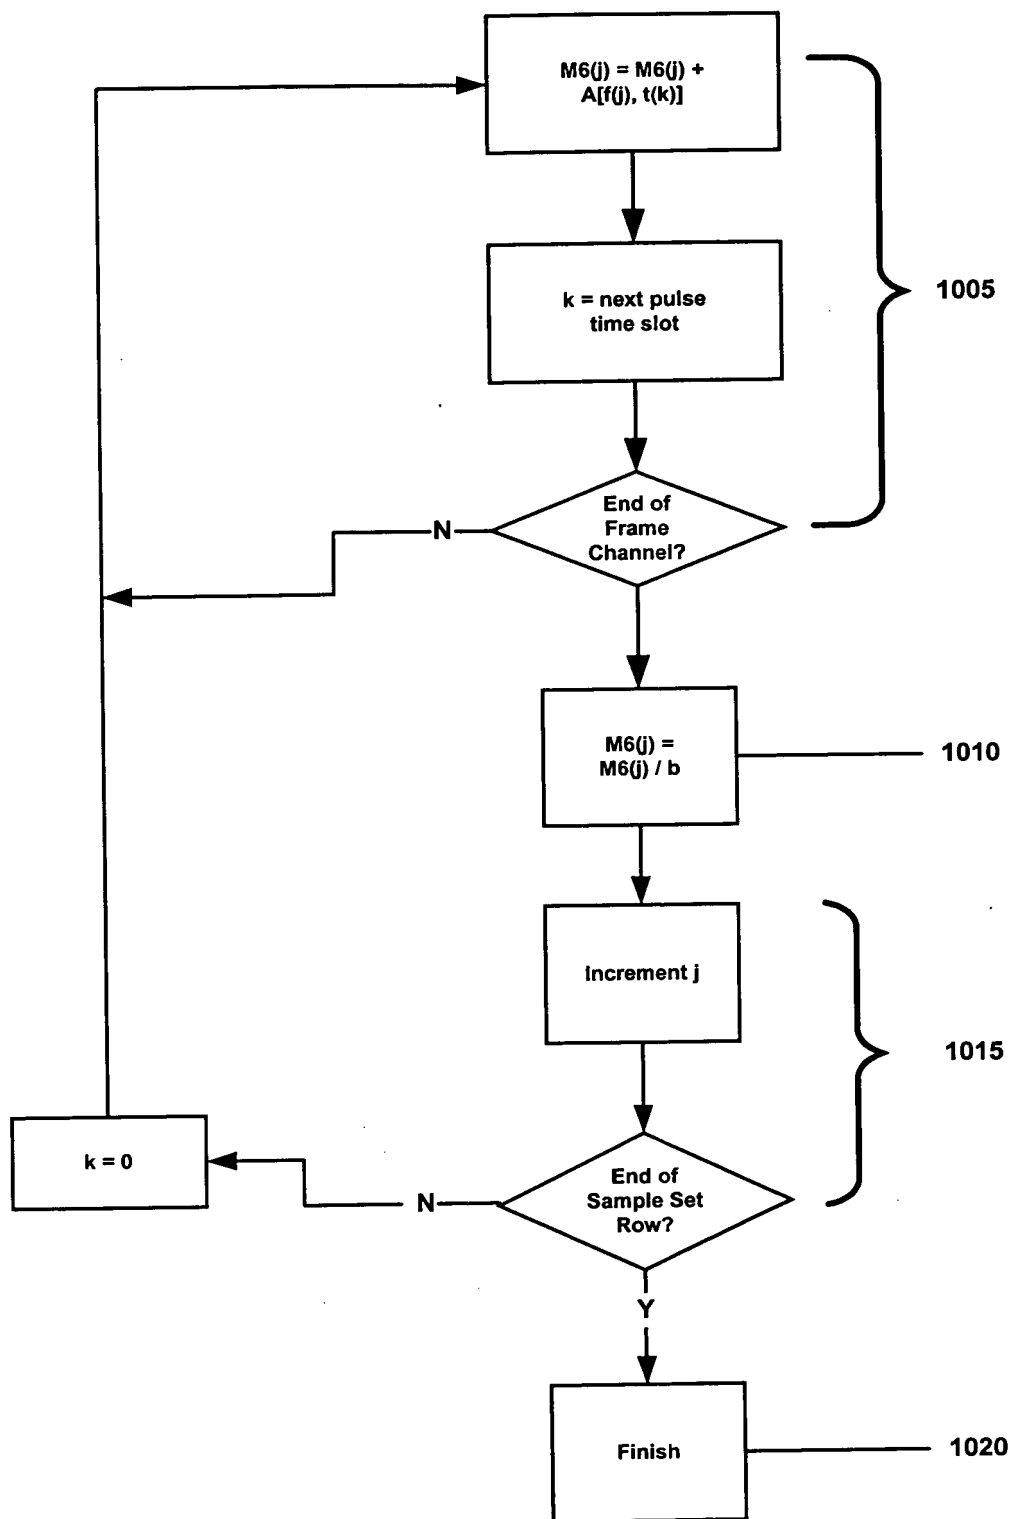 M6(j) = M6(j) +
A[f(j), t(k)]
k = next pulse
time slot
1005
End of
Frame
Channel?
N
M6(j) =
M6(j) / b
1010
Increment j
1015
k = 0
End of
Sample Set
Row?
N
Y
Finish
1020